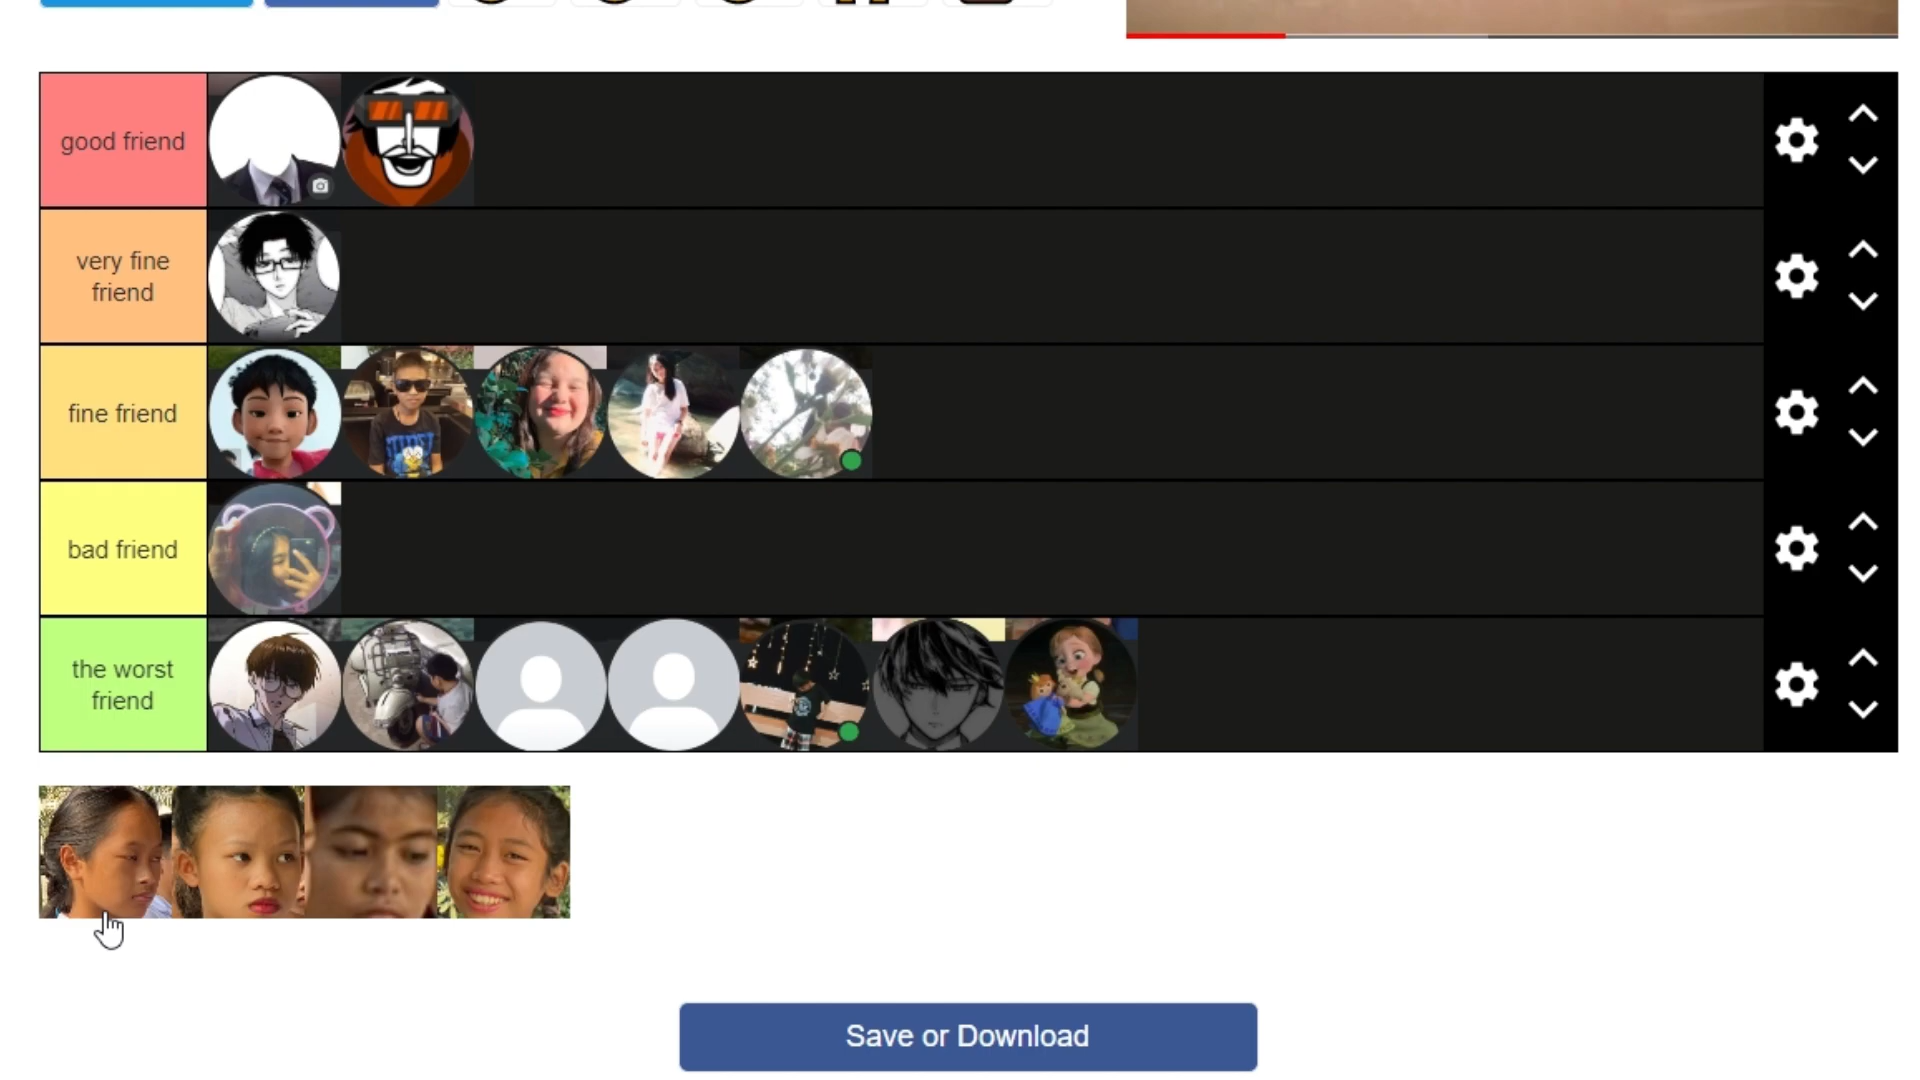 good friend
very fine
friend
fine friend
bad friend
the worst
friend
Save or Download